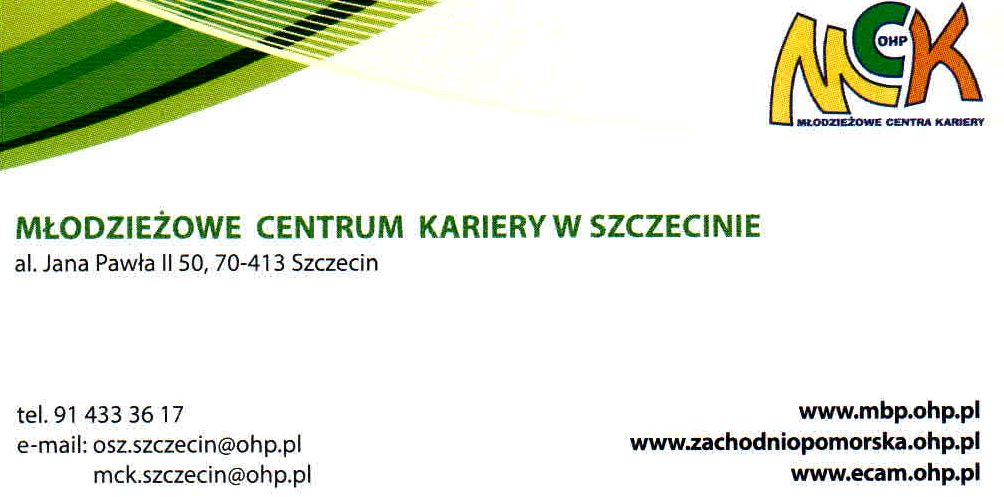 MCK
OHP
MŁODZIEŻOWE CENTRA KARIERY
MŁODZIEŻOWE CENTRUM KARIERY W SZCZECINIE
al. Jana Pawła II 50, 70-413 Szczecin
tel. 91 433 36 17
e-mail: osz.szczecin@ohp.pl
mck.szczecin@ohp.pl
www.mbp.ohp.pl
www.zachodniopomorska.ohp.pl
www.ecam.ohp.pl